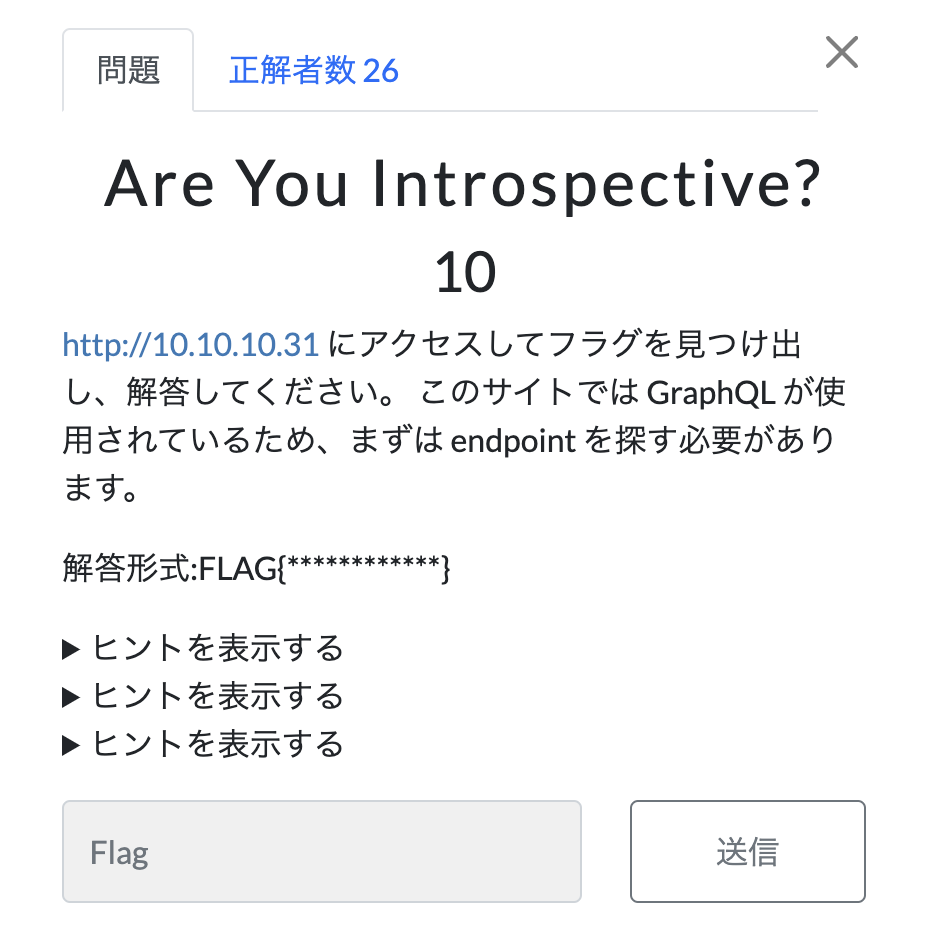 問題
正解者数 26
Are You Introspective?
10
http://10.10.10.31 にアクセスしてフラグを見つけ出
し、解答してください。 このサイトでは GraphQL が使
用されているため、まずは endpoint を探す必要があり
ます。
解答形式:FLAG{************}
▶ ヒントを表示する
▶ ヒントを表示する
▶ ヒントを表示する
Flag
送信